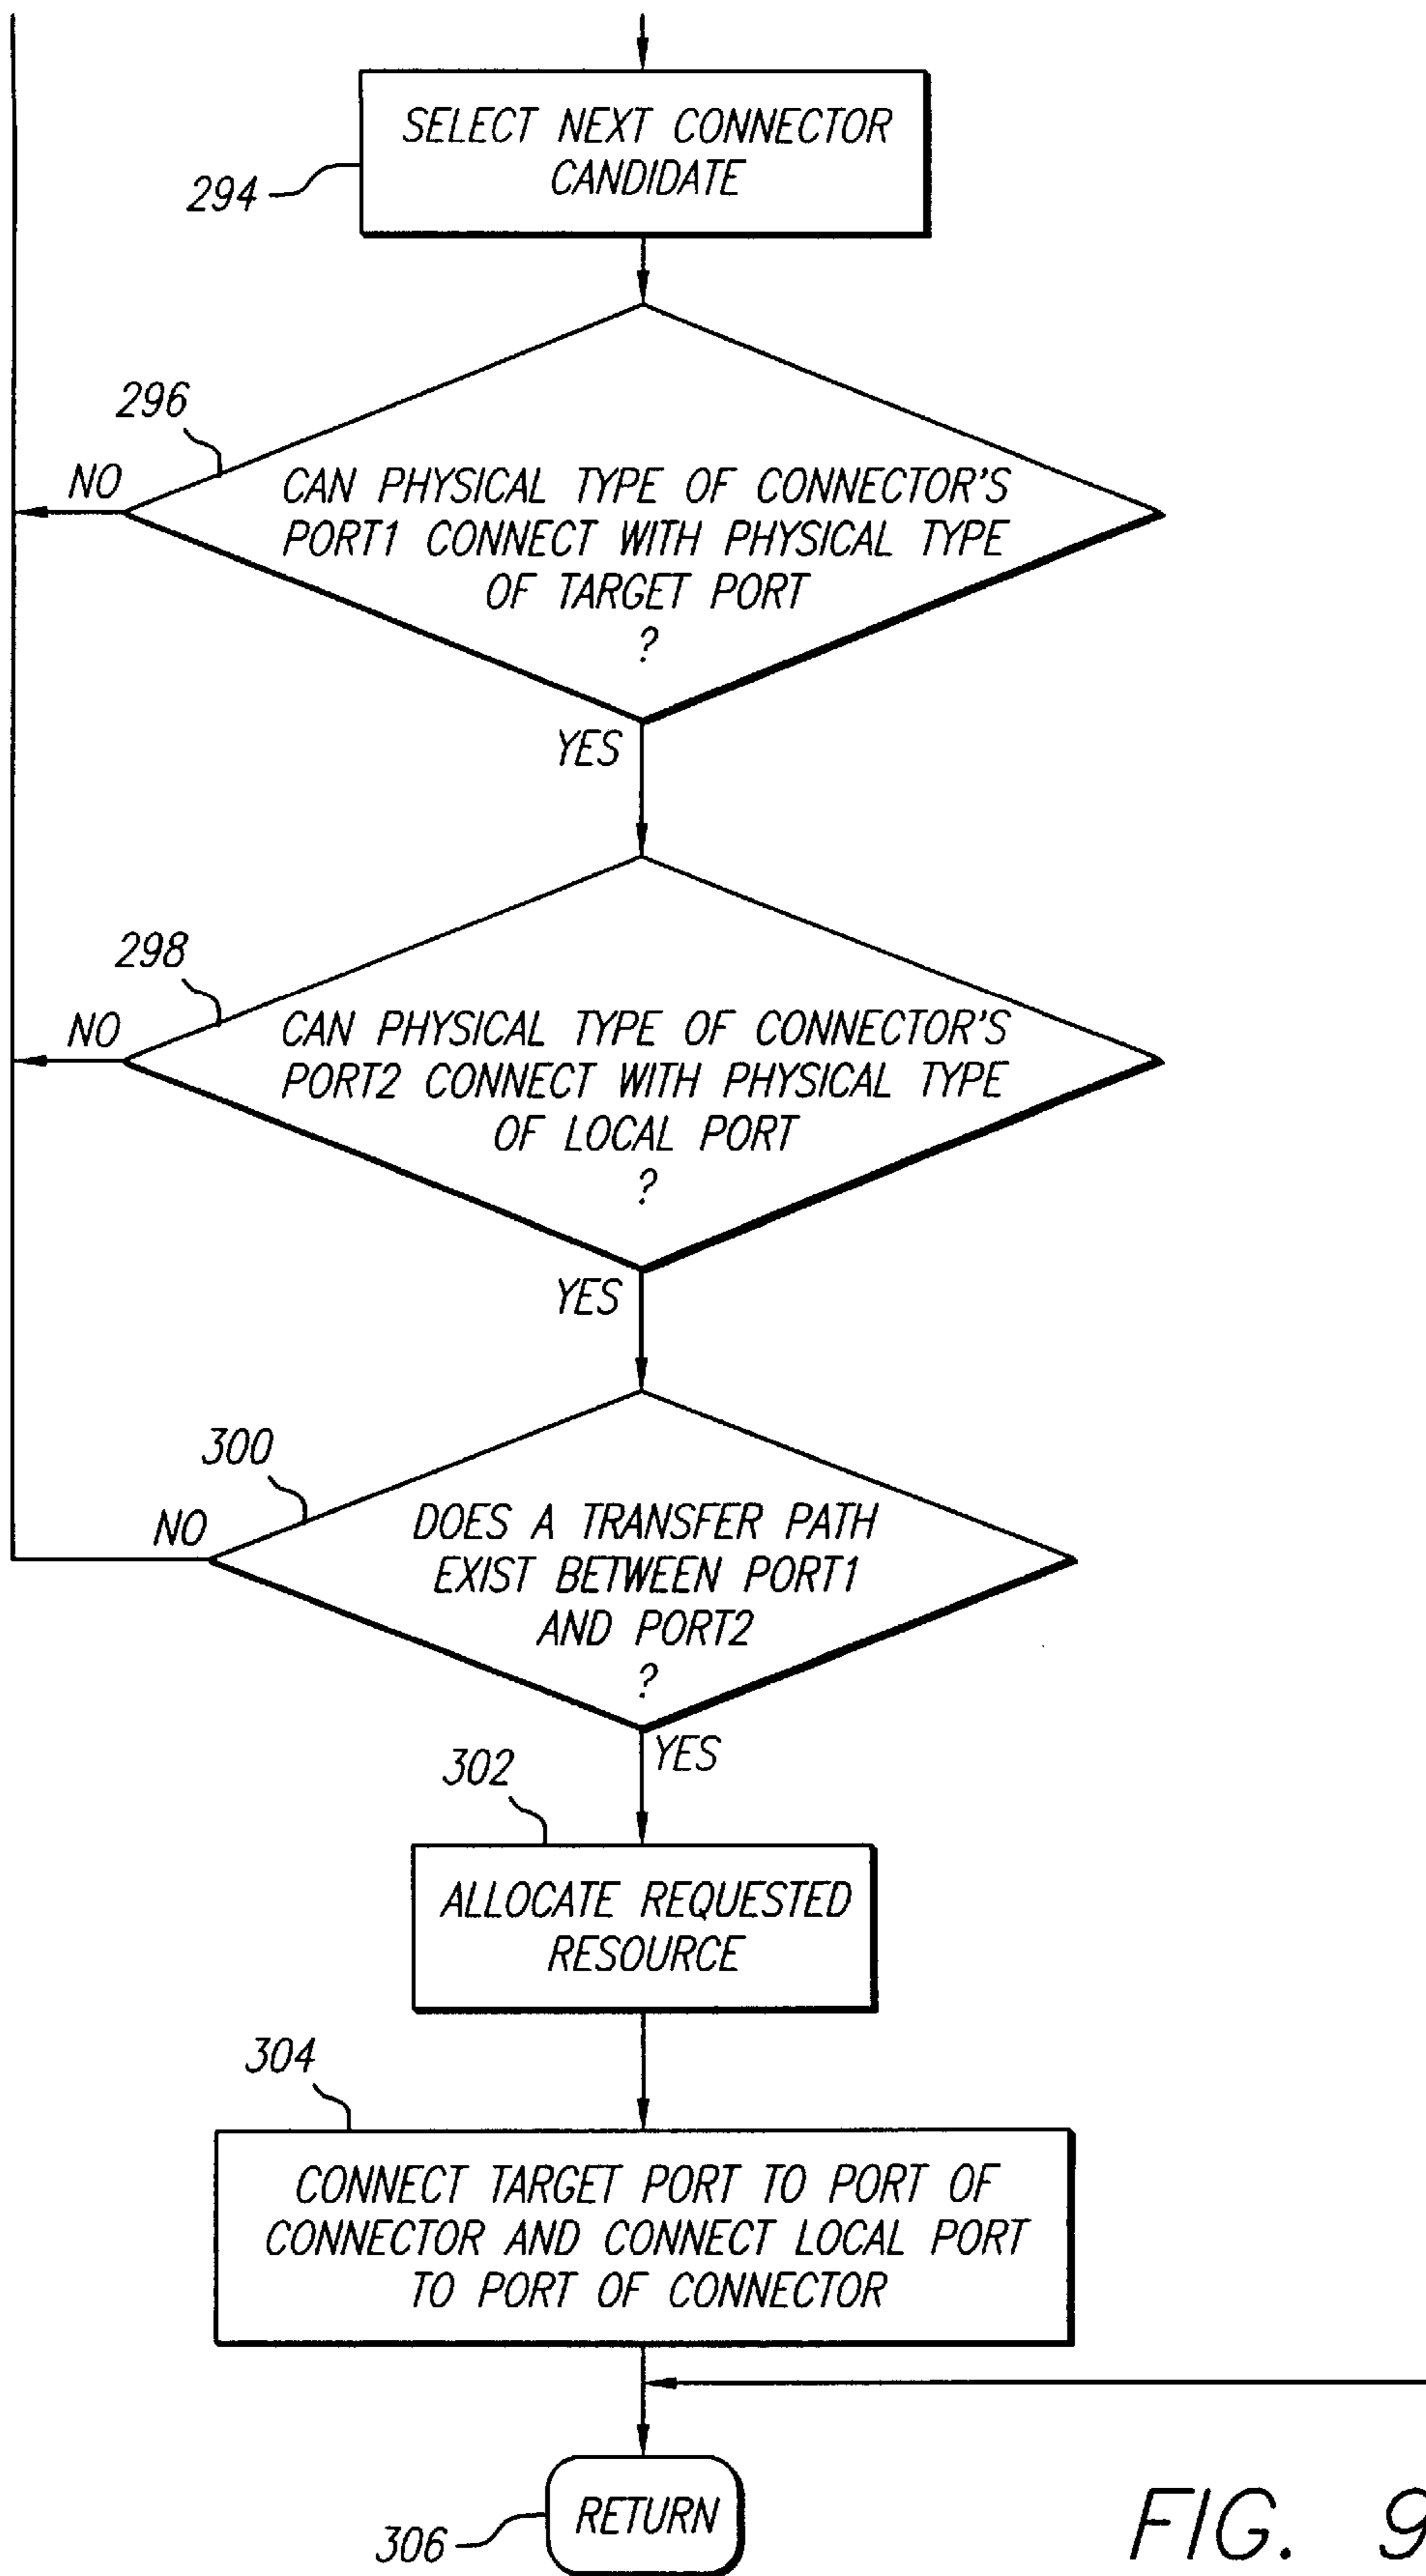 SELECT NEXT CONNECTOR
CANDIDATE
294
296
NO
CAN PHYSICAL TYPE OF CONNECTOR'S
PORT1 CONNECT WITH PHYSICAL TYPE
OF TARGET PORT
?
YES
298
NO
CAN PHYSICAL TYPE OF CONNECTOR'S
PORT2 CONNECT WITH PHYSICAL TYPE
OF LOCAL PORT
?
YES
300
NO
DOES A TRANSFER PATH
EXIST BETWEEN PORT1
AND PORT2
?
YES
302
ALLOCATE REQUESTED
RESOURCE
304
CONNECT TARGET PORT TO PORT OF
CONNECTOR AND CONNECT LOCAL PORT
TO PORT OF CONNECTOR
RETURN
306
FIG. 9